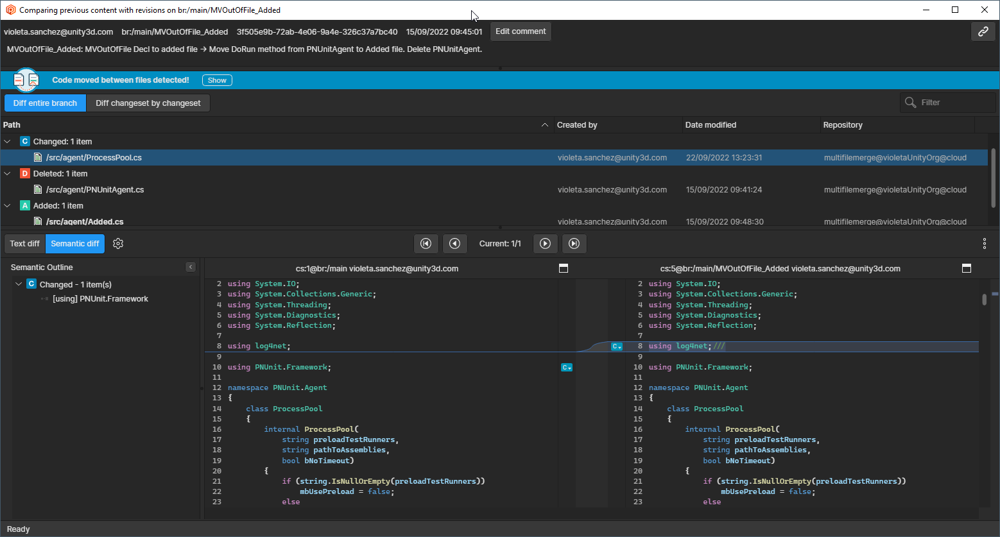 Comparing previous content with revisions on br:/main/MVOutOfFile_Added
violeta.sanchez@unity3d.com br:/main/MVOutOfFile_Added 3f505e9b-72ab-4e06-9a4e-326c37a7bc40 15/09/2022 09:45:01 Edit comment
MVOutOfFile_Added: MVOutOfFile Decl to added file → Move DoRun method from PNUnitAgent to Added file. Delete PNUnitAgent.
Code moved between files detected! Show
Diff entire branch Diff changeset by changeset Filter
Path Created by Date modified Repository
C Changed: 1 item
/src/agent/ProcessPool.cs violeta.sanchez@unity3d.com 22/09/2022 13:23:31 multifilemerge@violetaUnityOrg@cloud
D Deleted: 1 item
/src/agent/PNUnitAgent.cs violeta.sanchez@unity3d.com 15/09/2022 09:41:24 multifilemerge@violetaUnityOrg@cloud
A Added: 1 item
/src/agent/Added.cs violeta.sanchez@unity3d.com 15/09/2022 09:48:30 multifilemerge@violetaUnityOrg@cloud
Text diff Semantic diff Current: 1/1
Semantic Outline
C Changed - 1 item(s)
[using] PNUnit.Framework
cs:1@br:/main violeta.sanchez@unity3d.com
2 using System.IO;
3 using System.Collections.Generic;
4 using System.Threading;
5 using System.Diagnostics;
6 using System.Reflection;
7
8 using log4net;
9
10 using PNUnit.Framework; C
11
12 namespace PNUnit.Agent
13 {
14 class ProcessPool
15 {
16 internal ProcessPool(
17 string preloadTestRunners,
18 string pathToAssemblies,
19 bool bNoTimeout)
20 {
21 if (string.IsNullOrEmpty(preloadTestRunners))
22 mbUsePreload = false;
23 else
cs:5@br:/main/MVOutOfFile_Added violeta.sanchez@unity3d.com
2 using System.IO;
3 using System.Collections.Generic;
4 using System.Threading;
5 using System.Diagnostics;
6 using System.Reflection;
7
C 8 using log4net;///
9
10 using PNUnit.Framework;
11
12 namespace PNUnit.Agent
13 {
14 class ProcessPool
15 {
16 internal ProcessPool(
17 string preloadTestRunners,
18 string pathToAssemblies,
19 bool bNoTimeout)
20 {
21 if (string.IsNullOrEmpty(preloadTestRunners))
22 mbUsePreload = false;
23 else
Ready